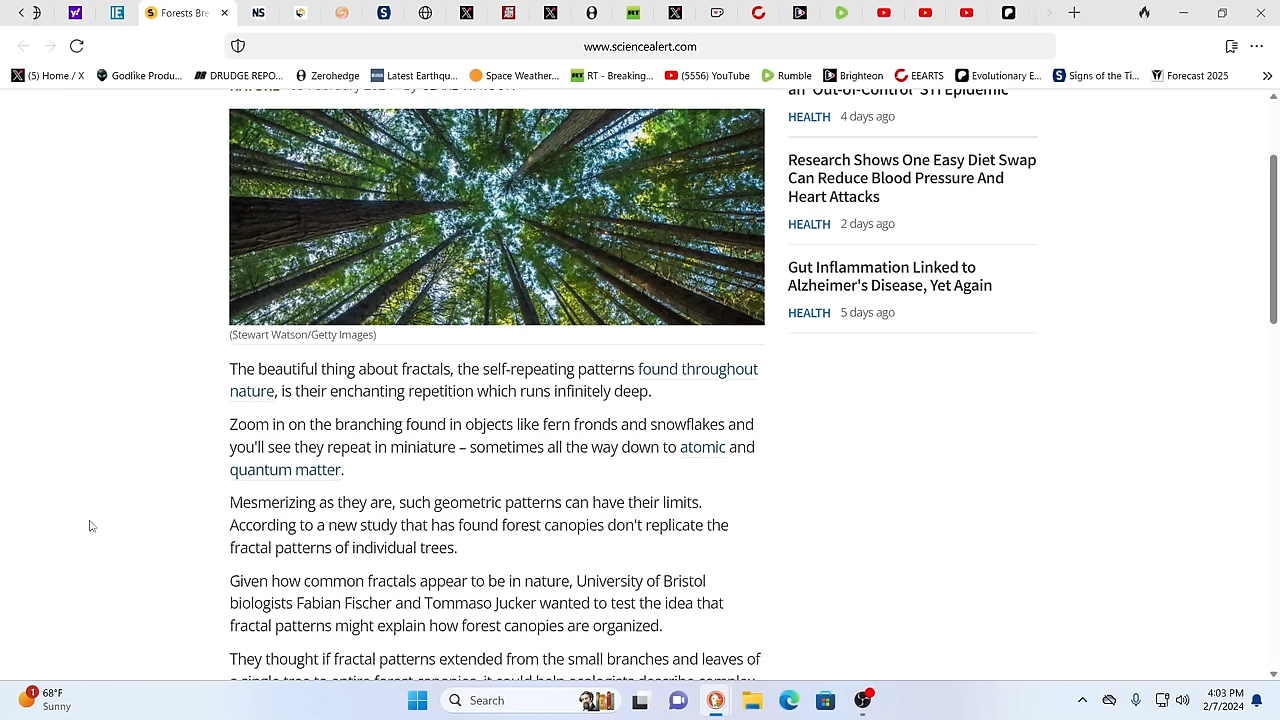 Forests Bre
www.sciencealert.com
(5) Home / X
Godlike Produ...
DRUDGE REPO...
Zerohedge
Latest Earthqu...
Space Weather...
RT - Breaking...
(5556) YouTube
Rumble
Brighteon
EEARTS
Evolutionary E...
Signs of the Ti...
Forecast 2025
an 'Out-of-Control' STI Epidemic
HEALTH 4 days ago
Research Shows One Easy Diet Swap
Can Reduce Blood Pressure And
Heart Attacks
HEALTH 2 days ago
Gut Inflammation Linked to
Alzheimer's Disease, Yet Again
HEALTH 5 days ago
(Stewart Watson/Getty Images)
The beautiful thing about fractals, the self-repeating patterns found throughout
nature, is their enchanting repetition which runs infinitely deep.
Zoom in on the branching found in objects like fern fronds and snowflakes and
you'll see they repeat in miniature – sometimes all the way down to atomic and
quantum matter.
Mesmerizing as they are, such geometric patterns can have their limits.
According to a new study that has found forest canopies don't replicate the
fractal patterns of individual trees.
Given how common fractals appear to be in nature, University of Bristol
biologists Fabian Fischer and Tommaso Jucker wanted to test the idea that
fractal patterns might explain how forest canopies are organized.
They thought if fractal patterns extended from the small branches and leaves of
1
68°F
Sunny
Search
4:03 PM
2/7/2024